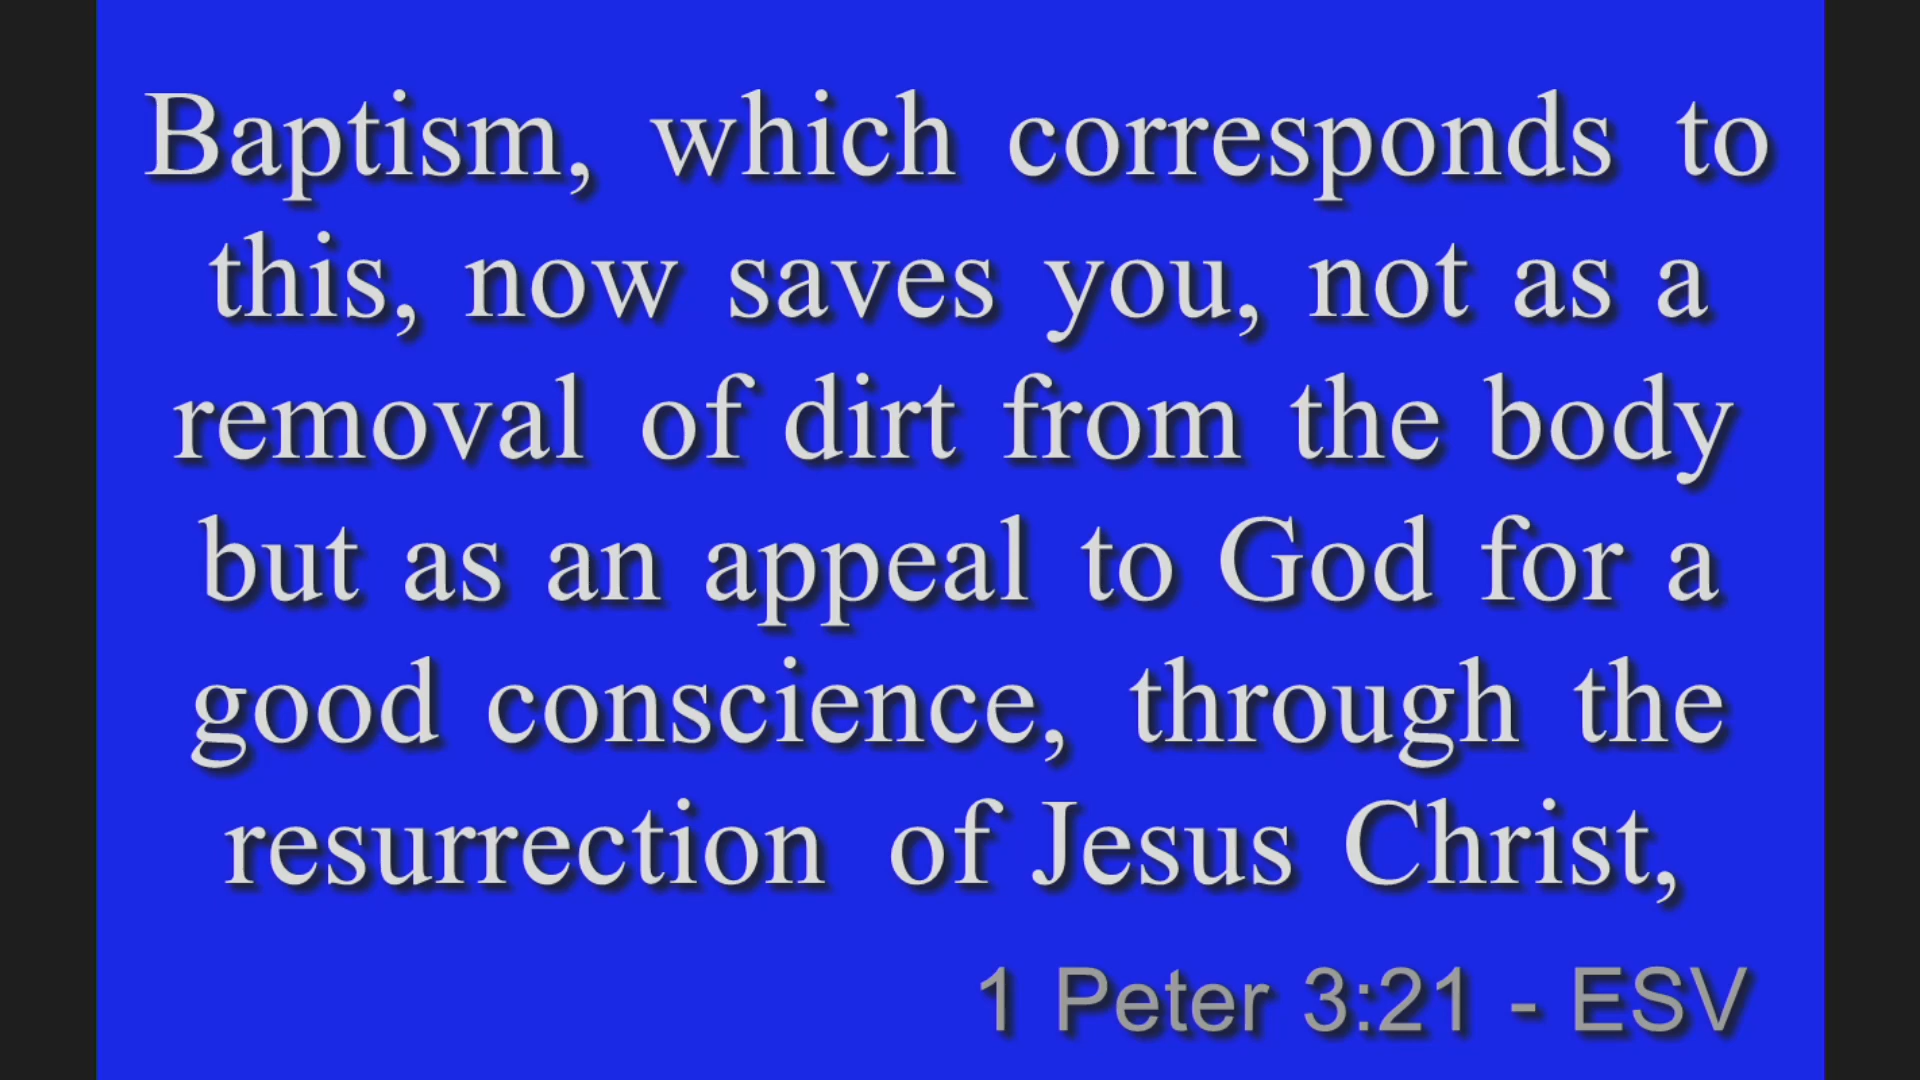 Baptism, which corresponds to
this, now saves you, not as a
removal of dirt from the body
but as an appeal to God for a
good conscience, through the
resurrection of Jesus Christ,
1 Peter 3:21 - ESV